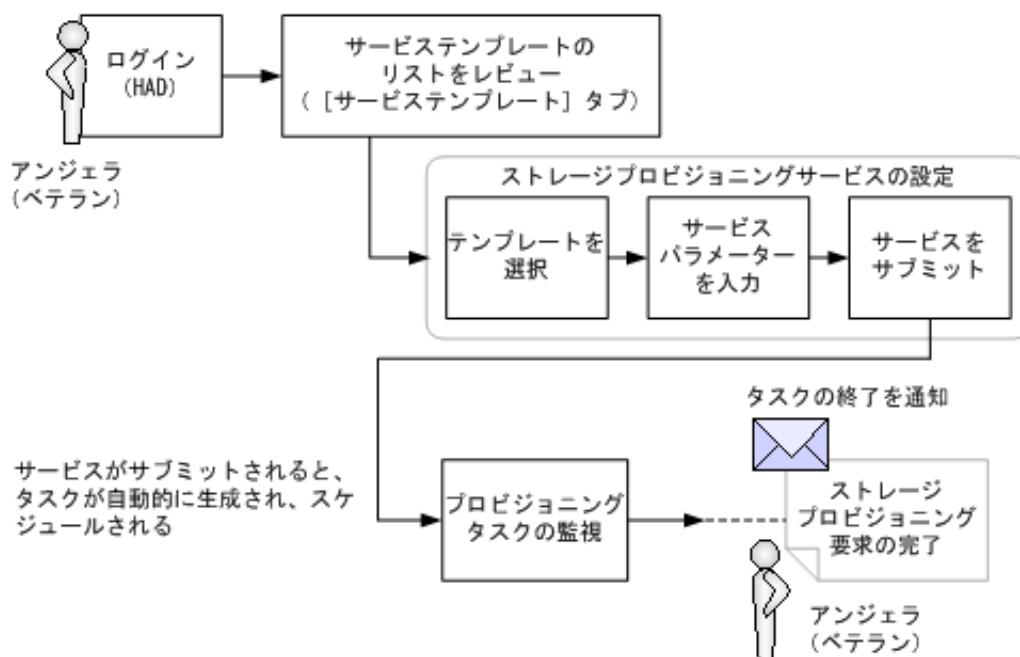 ログイン
(HAD)
サービステンプレートの
リストをレビュー
（［サービステンプレート］タブ）
アンジェラ
（ベテラン）
ストレージプロビジョニングサービスの設定
テンプレートを
選択
サービス
パラメーター
を入力
サービスを
サブミット
タスクの終了を通知
サービスがサブミットされると、
タスクが自動的に生成され、スケ
ジュールされる
プロビジョニング
タスクの監視
ストレージ
プロビジョニング
要求の完了
アンジェラ
（ベテラン）